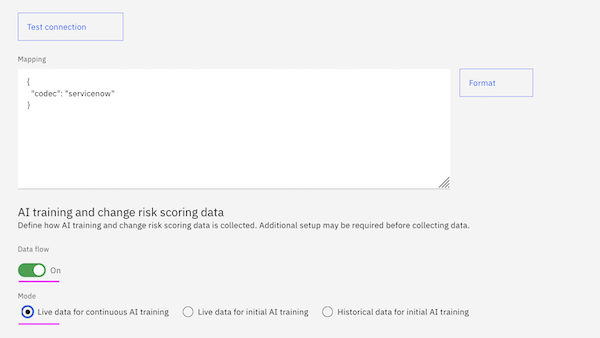 Test connection
Mapping
{
"codec": "servicenow"
}
Format
AI training and change risk scoring data
Define how AI training and change risk scoring data is collected. Additional setup may be required before collecting data.
Data flow
On
Mode
Live data for continuous AI training
Live data for initial AI training
Historical data for initial AI training